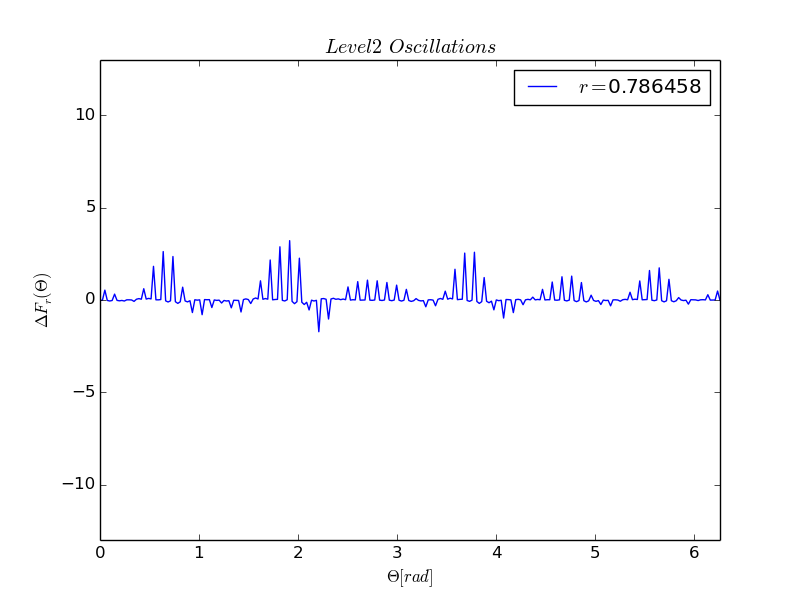 Level2 Oscillations
r=0.786458
10
5
0
−5
−10
ΔF_r(Θ)
0 1 2 3 4 5 6
Θ[rad]